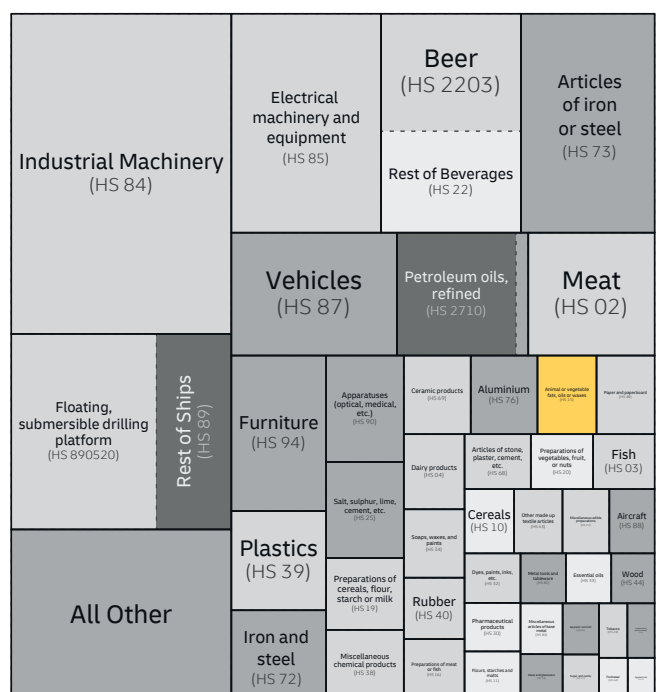 Industrial Machinery
(HS 84)
Electrical
machinery and
equipment
(HS 85)
Beer
(HS 2203)
Rest of Beverages
(HS 22)
Articles
of iron
or steel
(HS 73)
Vehicles
(HS 87)
Petroleum oils,
refined
(HS 2710)
Meat
(HS 02)
Floating,
submersible drilling
platform
(HS 890520)
Rest of Ships
(HS 89)
All Other
Furniture
(HS 94)
Plastics
(HS 39)
Iron and
steel
(HS 72)
Apparatuses
(optical, medical,
etc.)
(HS 90)
Salt, sulphur, lime,
cement, etc.
(HS 25)
Preparations of
cereals, flour,
starch or milk
(HS 19)
Miscellaneous
chemical products
(HS 38)
Ceramic products
(HS 69)
Dairy products
(HS 04)
Soaps, waxes, and
paints
(HS 34)
Rubber
(HS 40)
Preparations of meat
or fish
(HS 16)
Aluminium
(HS 76)
Animal or vegetable
fats, oils or waxes
(HS 15)
Paper and paperboard
(HS 48)
Articles of stone,
plaster, cement,
etc.
(HS 68)
Preparations of
vegetables, fruit,
or nuts
(HS 20)
Fish
(HS 03)
Cereals
(HS 10)
Other made up
textile articles
(HS 63)
Miscellaneous edible
preparations
Aircraft
(HS 88)
Dyes, paints, inks,
etc.
(HS 32)
Metal tools and
tableware
Essential oils
(HS 33)
Wood
(HS 44)
Pharmaceutical
products
(HS 30)
Miscellaneous
articles of base
metal
Tobacco
Flours, starches and
malts
(HS 11)